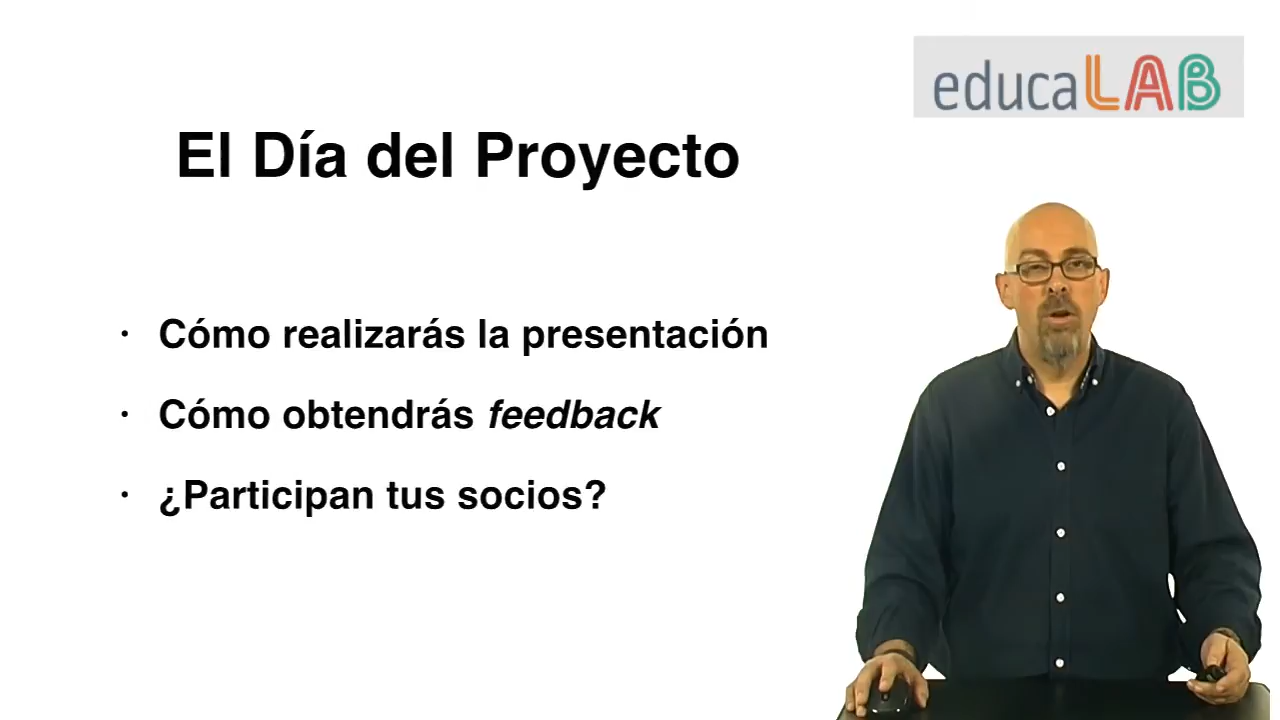 educaLAB
El Día del Proyecto
· Cómo realizarás la presentación
· Cómo obtendrás feedback
· ¿Participan tus socios?